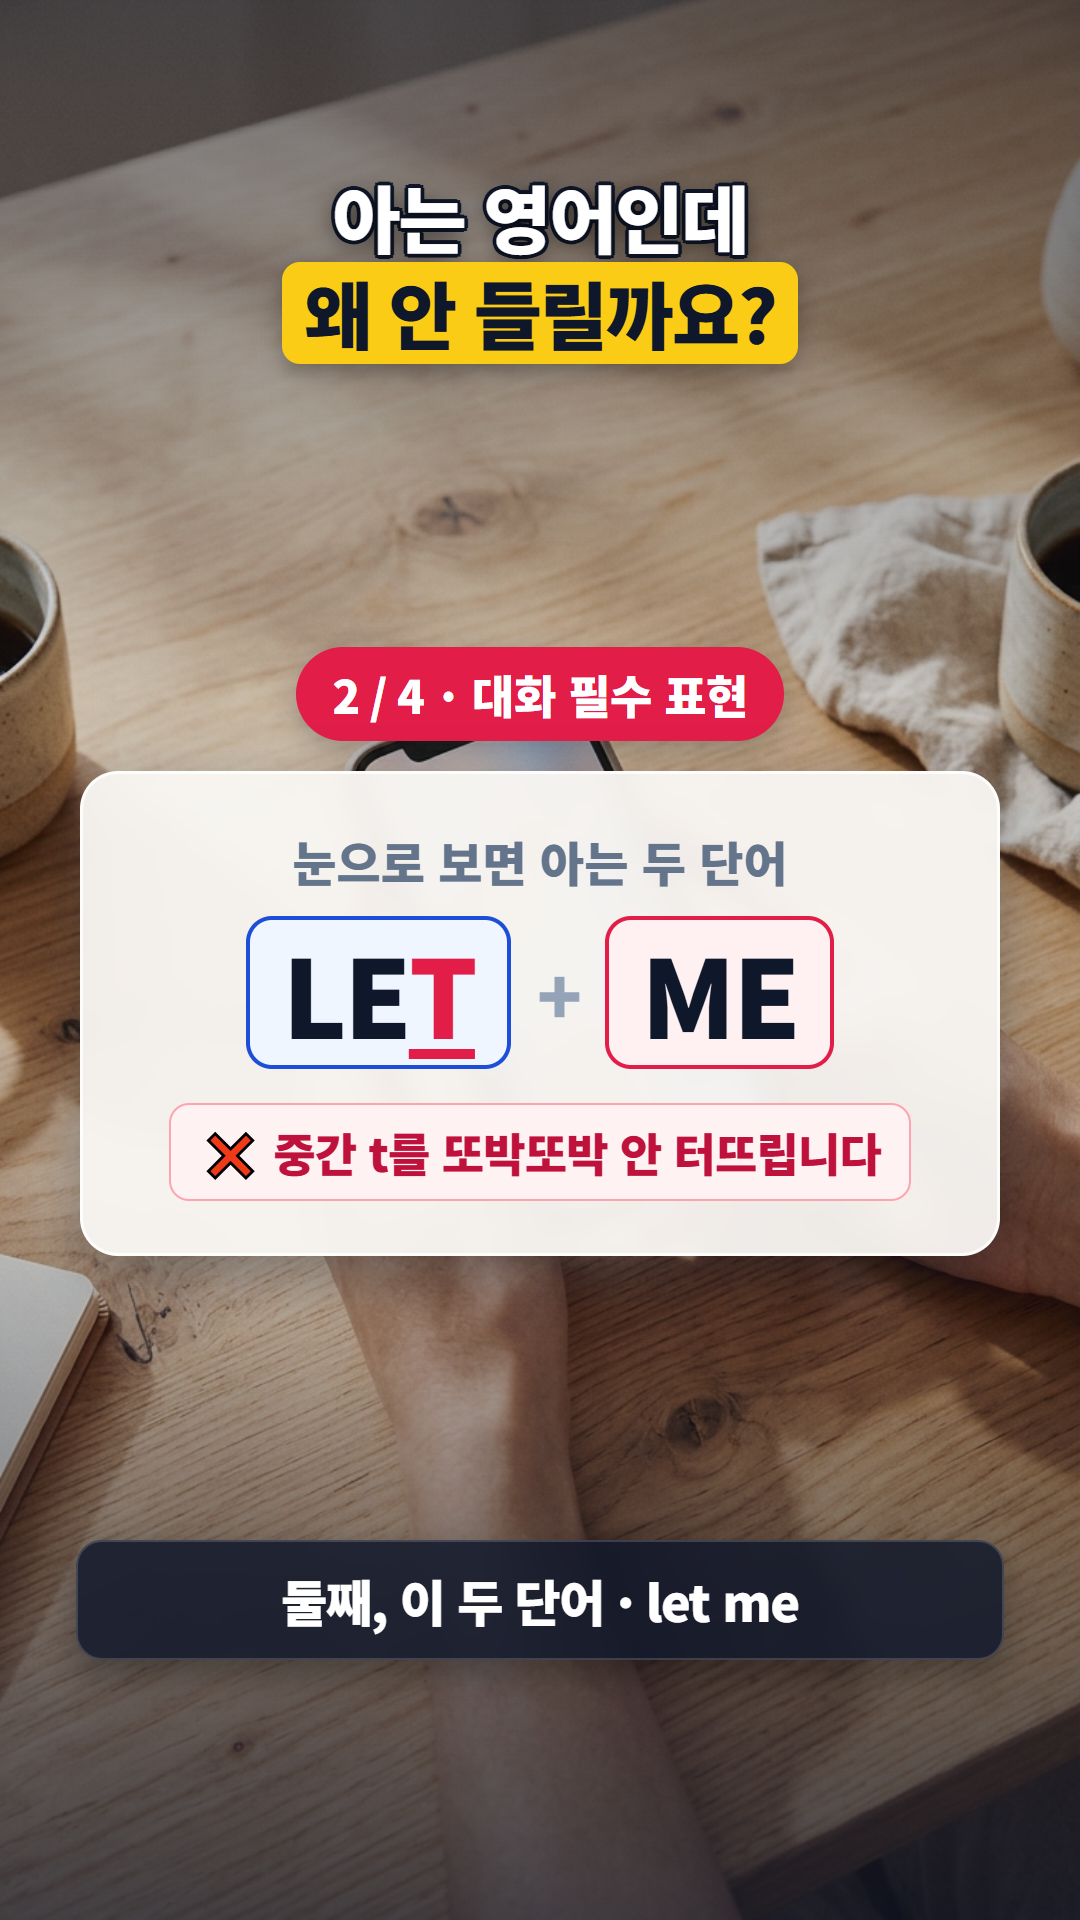 아는 영어인데
왜 안 들릴까요?
2 / 4 · 대화 필수 표현
눈으로 보면 아는 두 단어
LET + ME
❌ 중간 t를 또박또박 안 터뜨립니다
둘째, 이 두 단어 · let me